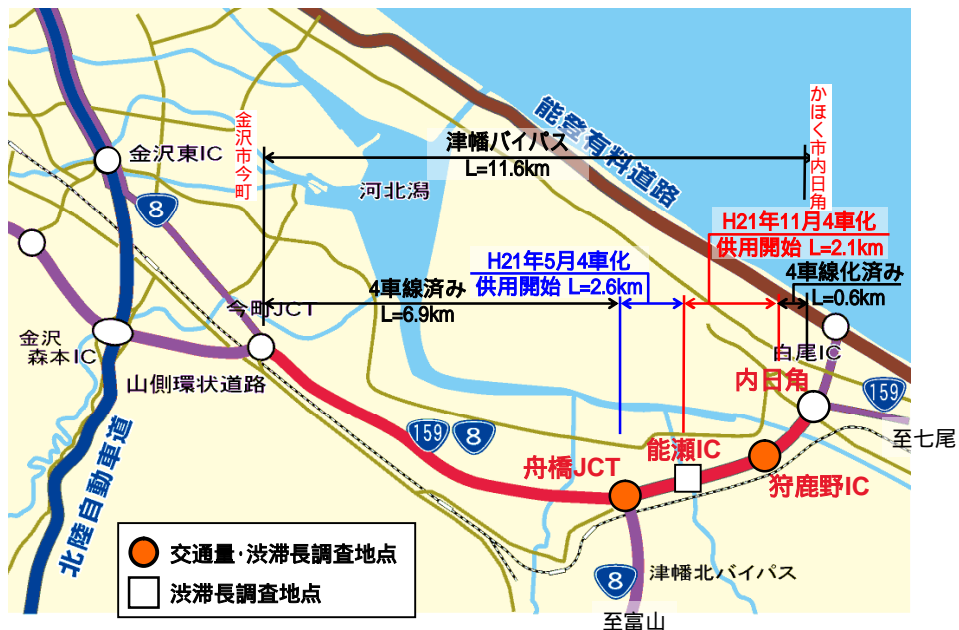 かほく市内日角
能登有料道路
金沢市今町
津幡バイパス
L=11.6km
金沢東IC
河北潟
8
H21年11月4車化
供用開始 L=2.1km
H21年5月4車化
供用開始 L=2.6km
4車線化済み
L=0.6km
4車線済み
L=6.9km
今町JCT
金沢
森本IC
白尾IC
山側環状道路
内日角
159
159
8
至七尾
能瀬IC
舟橋JCT
狩鹿野IC
北陸自動車道
交通量・渋滞長調査地点
渋滞長調査地点
8
津幡北バイパス
至富山